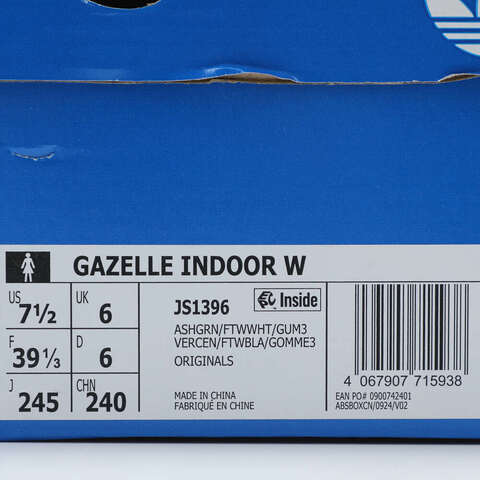 GAZELLE INDOOR W
US 7½ UK 6
F 39⅓ D 6
J 245 CHN 240
JS1396
Inside
ASHGRN/FTWWHT/GUM3
VERCEN/FTWBLA/GOMME3
ORIGINALS
MADE IN CHINA
FABRIQUÉ EN CHINE
4 067907 715938
EAN PO# 0900742401
ABSBOXCN/0924/V02